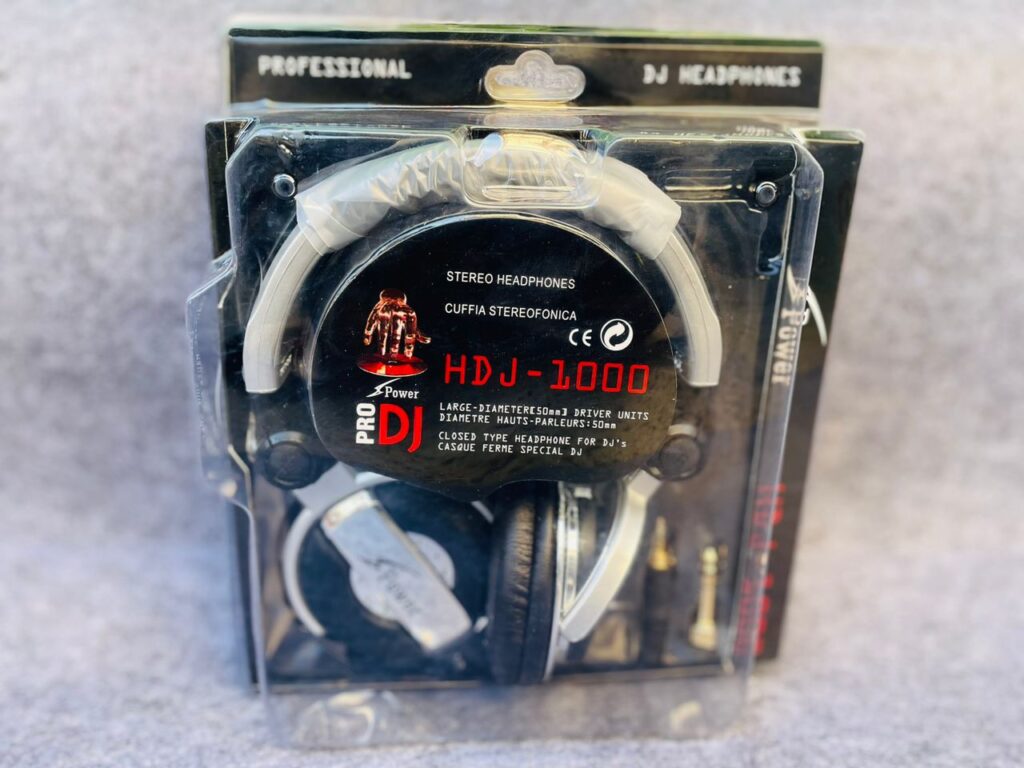 PROFESSIONAL
DJ HEADPHONES
STEREO HEADPHONES
CUFFIA STEREOFONICA
CE
HDJ-1000
Power
PRO
DJ
LARGE-DIAMETER[50mm] DRIVER UNITS
DIAMETRE HAUTS-PARLEURS:50mm
CLOSED TYPE HEADPHONE FOR DJ's
CASQUE FERME SPECIAL DJ
Power